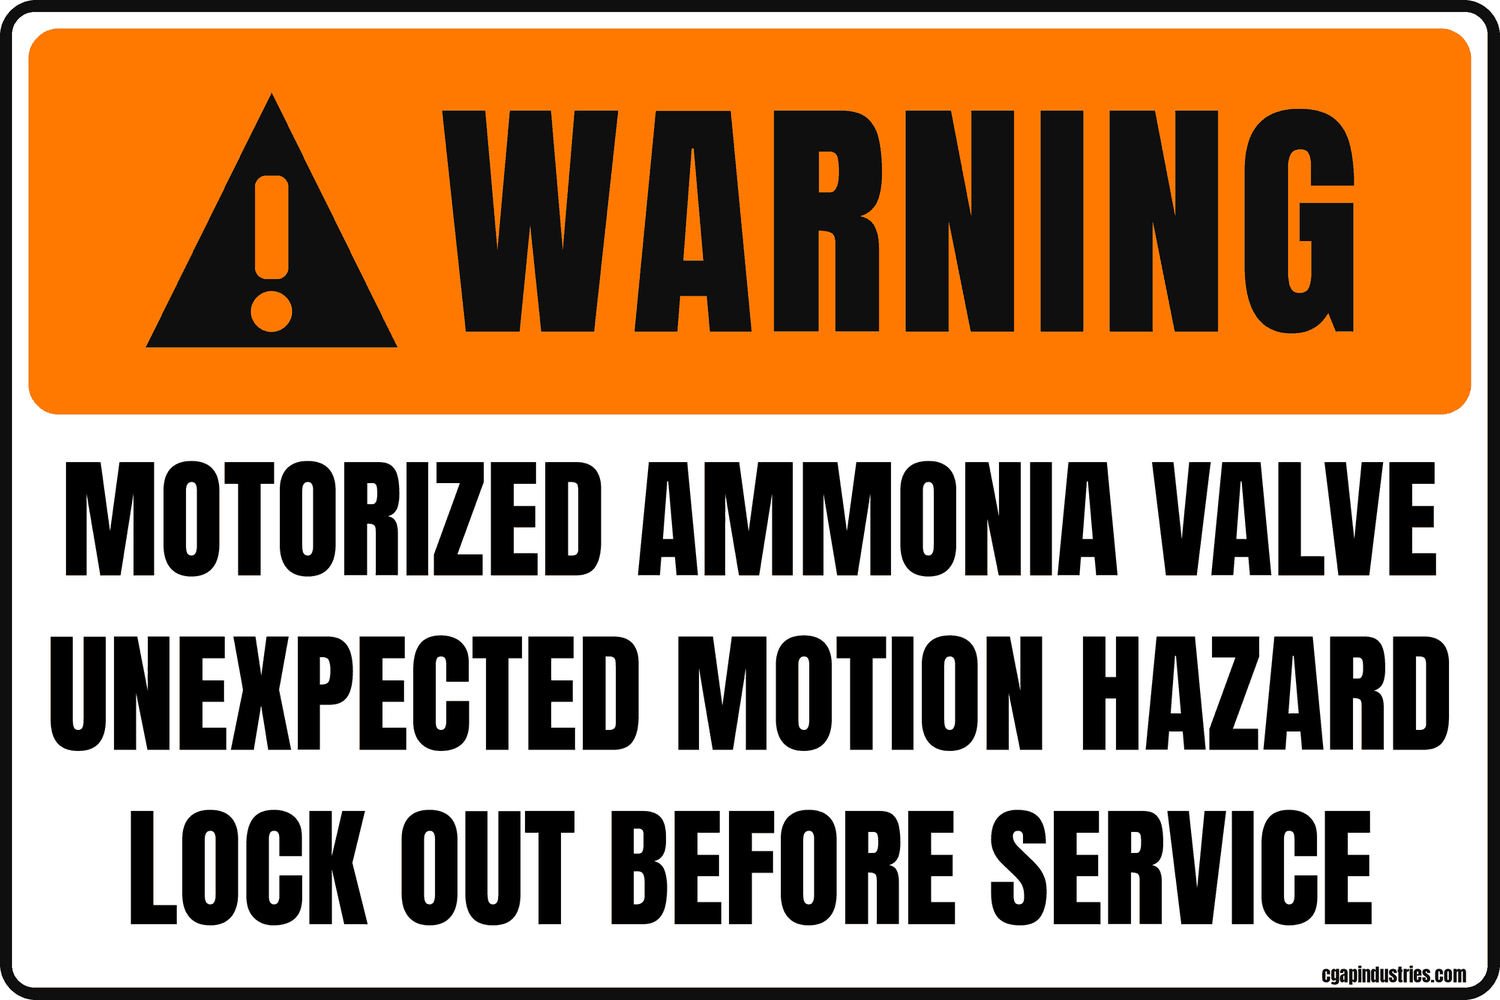 WARNING
MOTORIZED AMMONIA VALVE
UNEXPECTED MOTION HAZARD
LOCK OUT BEFORE SERVICE
cgapindustries.com